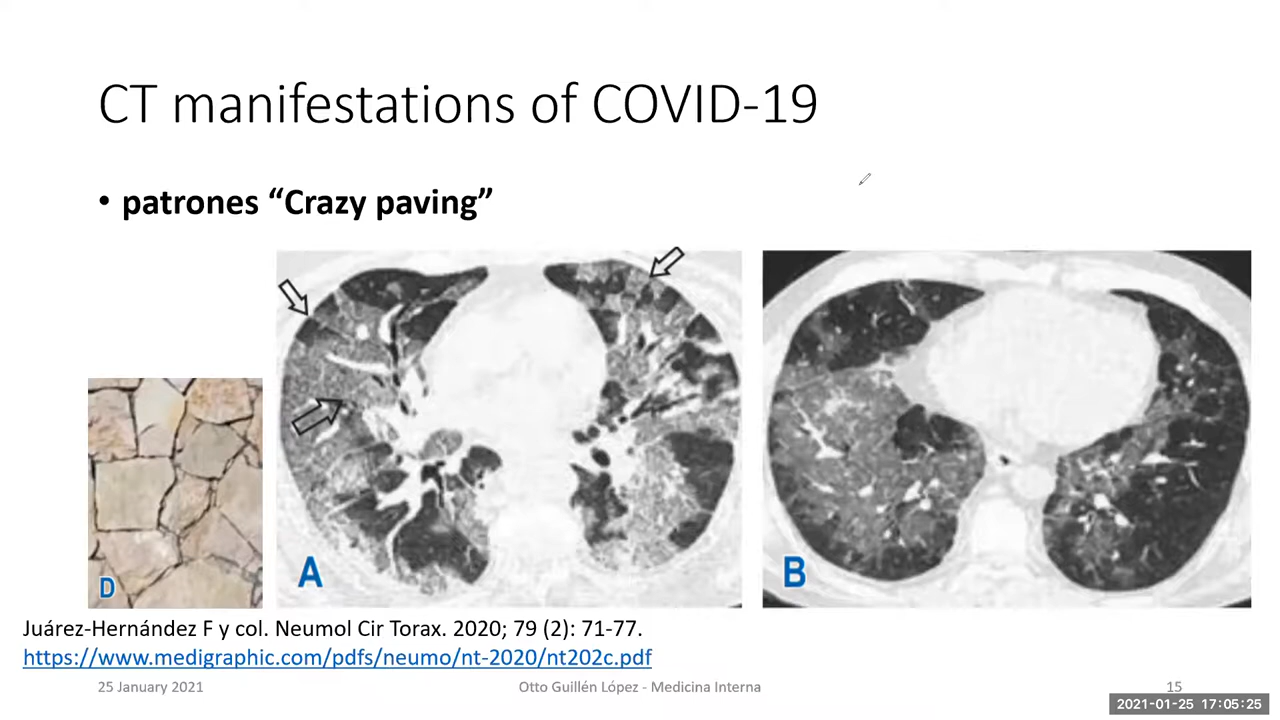 CT manifestations of COVID-19
• patrones “Crazy paving”
D
A
B
Juárez-Hernández F y col. Neumol Cir Torax. 2020; 79 (2): 71-77.
https://www.medigraphic.com/pdfs/neumo/nt-2020/nt202c.pdf
25 January 2021
Otto Guillén López - Medicina Interna
15
2021-01-25 17:05:25